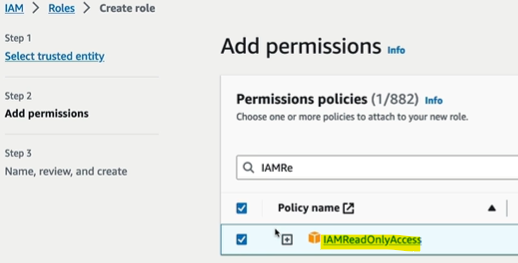 IAM > Roles > Create role
Step 1
Select trusted entity
Step 2
Add permissions
Step 3
Name, review, and create
Add permissions Info
Permissions policies (1/882) Info
Choose one or more policies to attach to your new role.
IAMRe
Policy name
IAMReadOnlyAccess